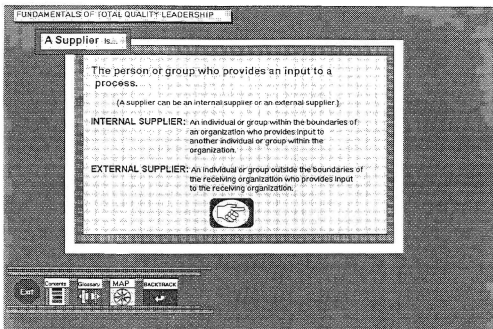 FUNDAMENTALS OF TOTAL QUALITY LEADERSHIP
A Supplier is...
The person or group who provides an input to a
process.
(A supplier can be an internal supplier or an external supplier.)
INTERNAL SUPPLIER: An individual or group within the boundaries of
an organization who provides input to
another individual or group within the
organization.
EXTERNAL SUPPLIER: An individual or group outside the boundaries of
the receiving organization who provides input
to the receiving organization.
Exit Contents Glossary MAP BACKTRACK